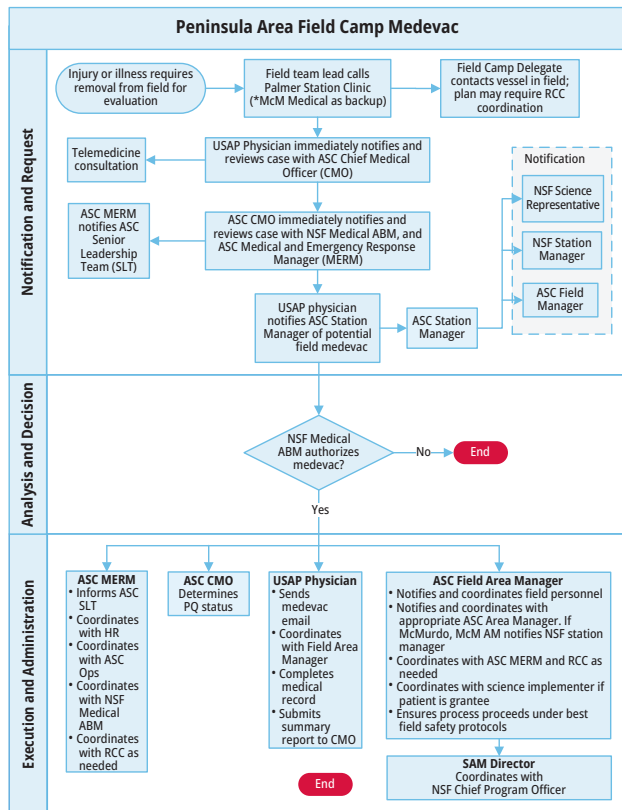 Peninsula Area Field Camp Medevac
Notification and Request
Injury or illness requires
removal from field for
evaluation
Field team lead calls
Palmer Station Clinic
(*McM Medical as backup)
Field Camp Delegate
contacts vessel in field;
plan may require RCC
coordination
Telemedicine
consultation
USAP Physician immediately notifies and
reviews case with ASC Chief Medical
Officer (CMO)
Notification
NSF Science
Representative
NSF Station
Manager
ASC Field
Manager
ASC MERM
notifies ASC
Senior
Leadership
Team (SLT)
ASC CMO immediately notifies and
reviews case with NSF Medical ABM, and
ASC Medical and Emergency Response
Manager (MERM)
USAP physician
notifies ASC Station
Manager of potential
field medevac
ASC Station
Manager
Analysis and Decision
NSF Medical
ABM authorizes
medevac?
No
End
Yes
Execution and Administration
ASC MERM
• Informs ASC
SLT
• Coordinates
with HR
• Coordinates
with ASC
Ops
• Coordinates
with NSF
Medical
ABM
• Coordinates
with RCC as
needed
ASC CMO
Determines
PQ status
USAP Physician
• Sends
medevac
email
• Coordinates
with Field Area
Manager
• Completes
medical
record
• Submits
summary
report to CMO
ASC Field Area Manager
• Notifies and coordinates field personnel
• Notifies and coordinates with
appropriate ASC Area Manager. If
McMurdo, McM AM notifies NSF station
manager
• Coordinates with ASC MERM and RCC as
needed
• Coordinates with science implementer if
patient is grantee
• Ensures process proceeds under best
field safety protocols
SAM Director
Coordinates with
NSF Chief Program Officer
End